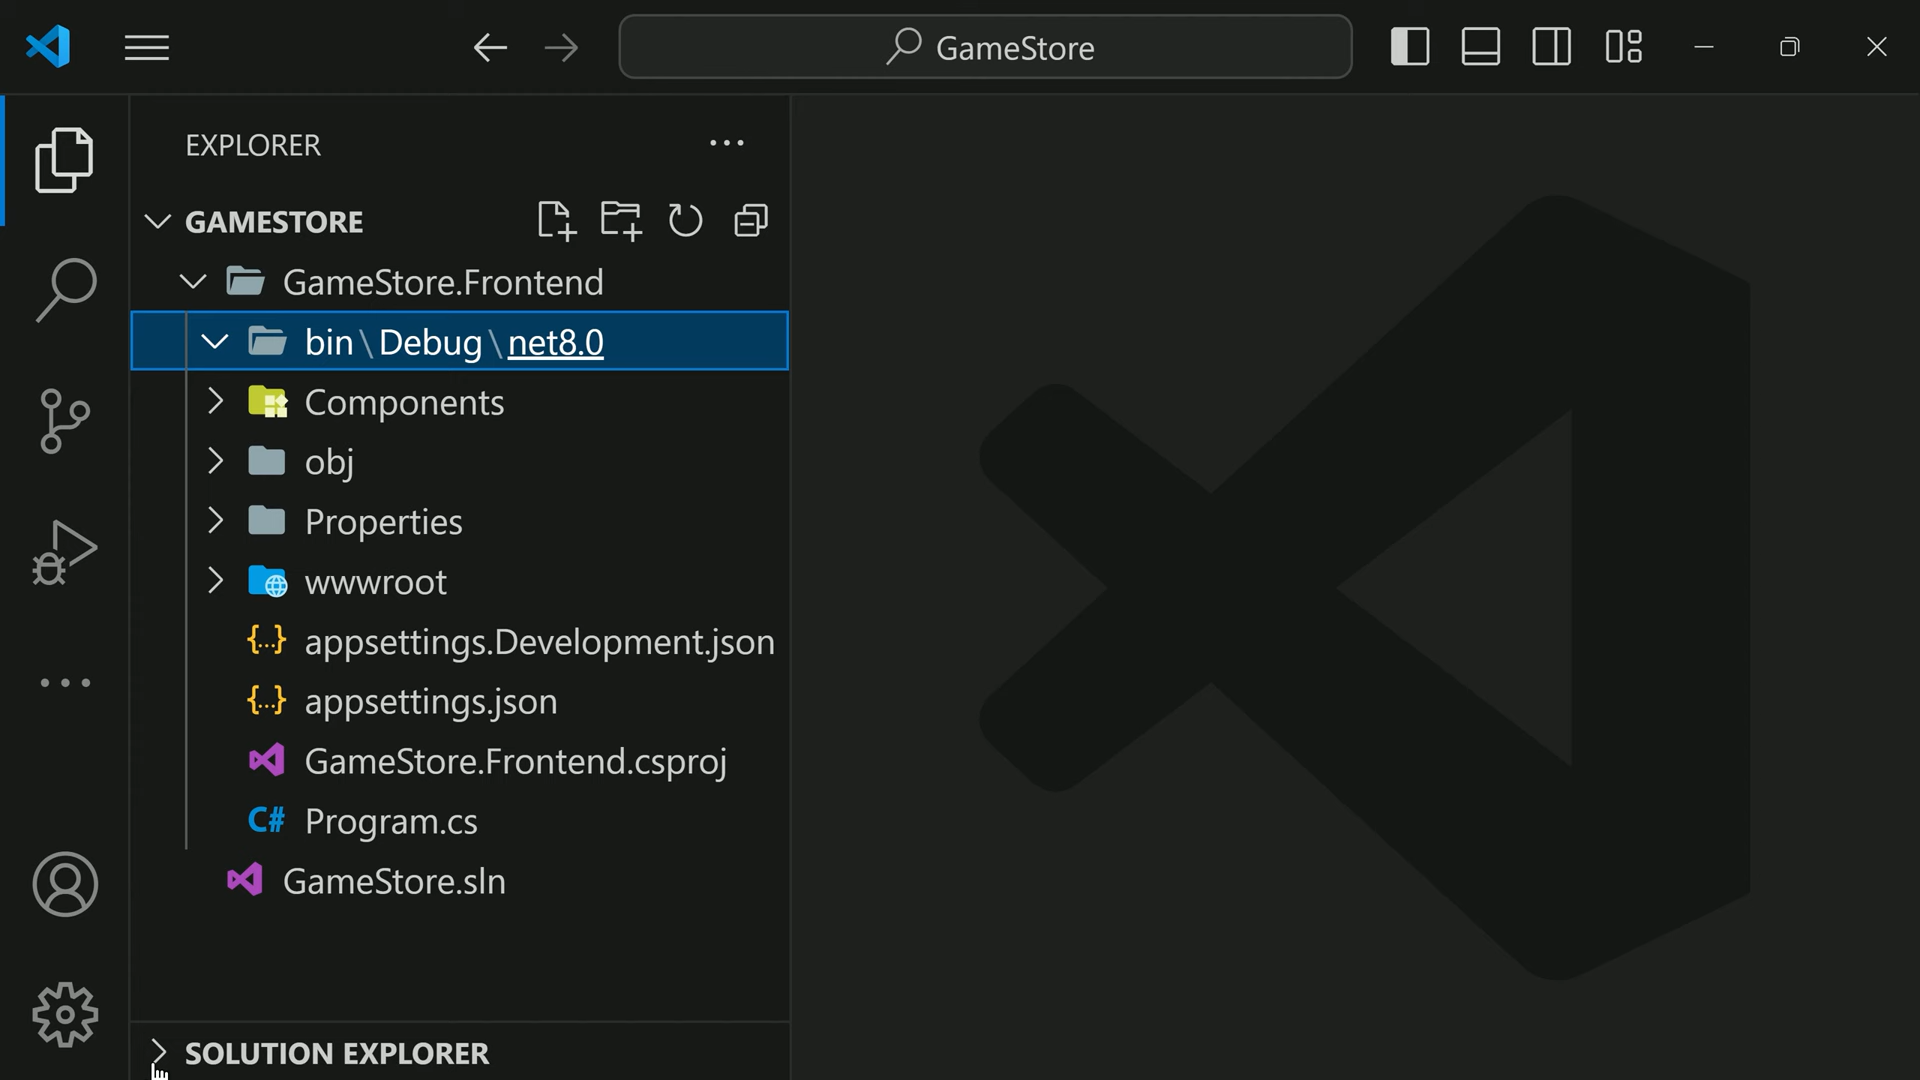 GameStore
EXPLORER
GAMESTORE
GameStore.Frontend
bin\Debug\net8.0
Components
obj
Properties
wwwroot
{..} appsettings.Development.json
{..} appsettings.json
GameStore.Frontend.csproj
C# Program.cs
GameStore.sln
SOLUTION EXPLORER